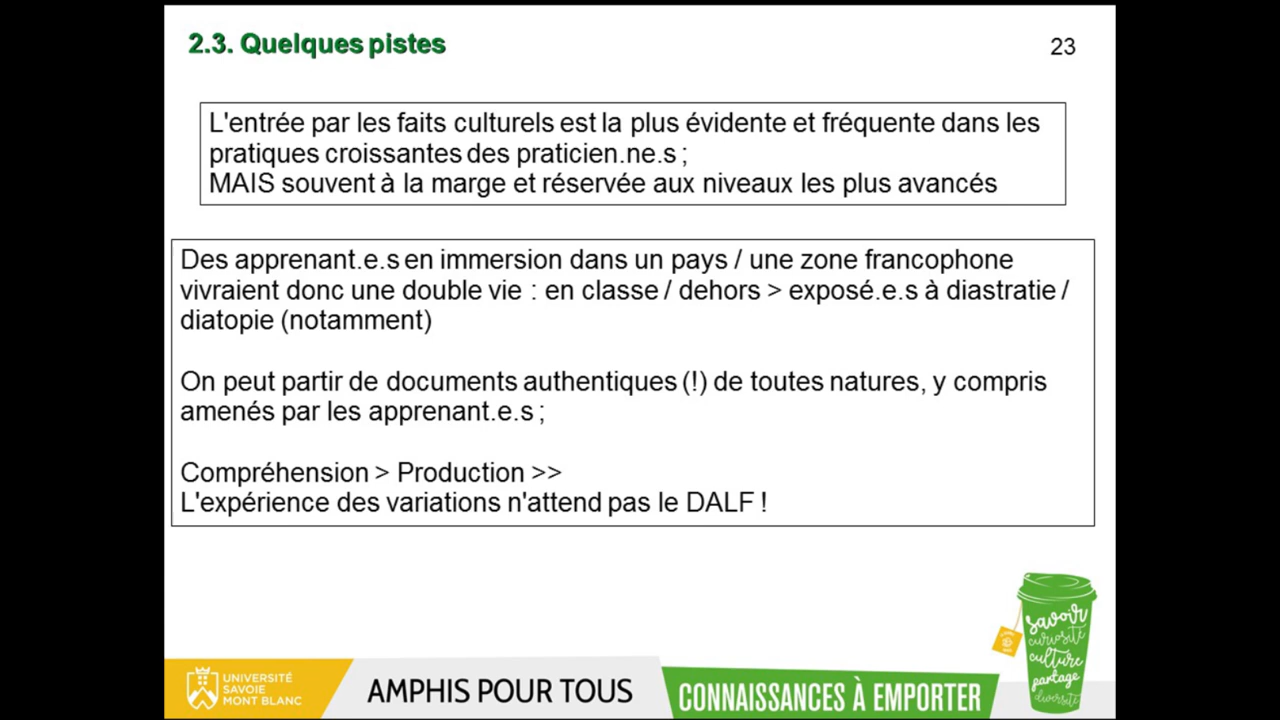 2.3. Quelques pistes
23
L'entrée par les faits culturels est la plus évidente et fréquente dans les
pratiques croissantes des praticien.ne.s ;
MAIS souvent à la marge et réservée aux niveaux les plus avancés
Des apprenant.e.s en immersion dans un pays / une zone francophone
vivraient donc une double vie : en classe / dehors > exposé.e.s à diastratie /
diatopie (notamment)
On peut partir de documents authentiques (!) de toutes natures, y compris
amenés par les apprenant.e.s ;
Compréhension > Production >>
L'expérience des variations n'attend pas le DALF !
savoir
curiosité
culture
partage
diversité
UNIVERSITÉ
SAVOIE
MONT BLANC
AMPHIS POUR TOUS
CONNAISSANCES À EMPORTER